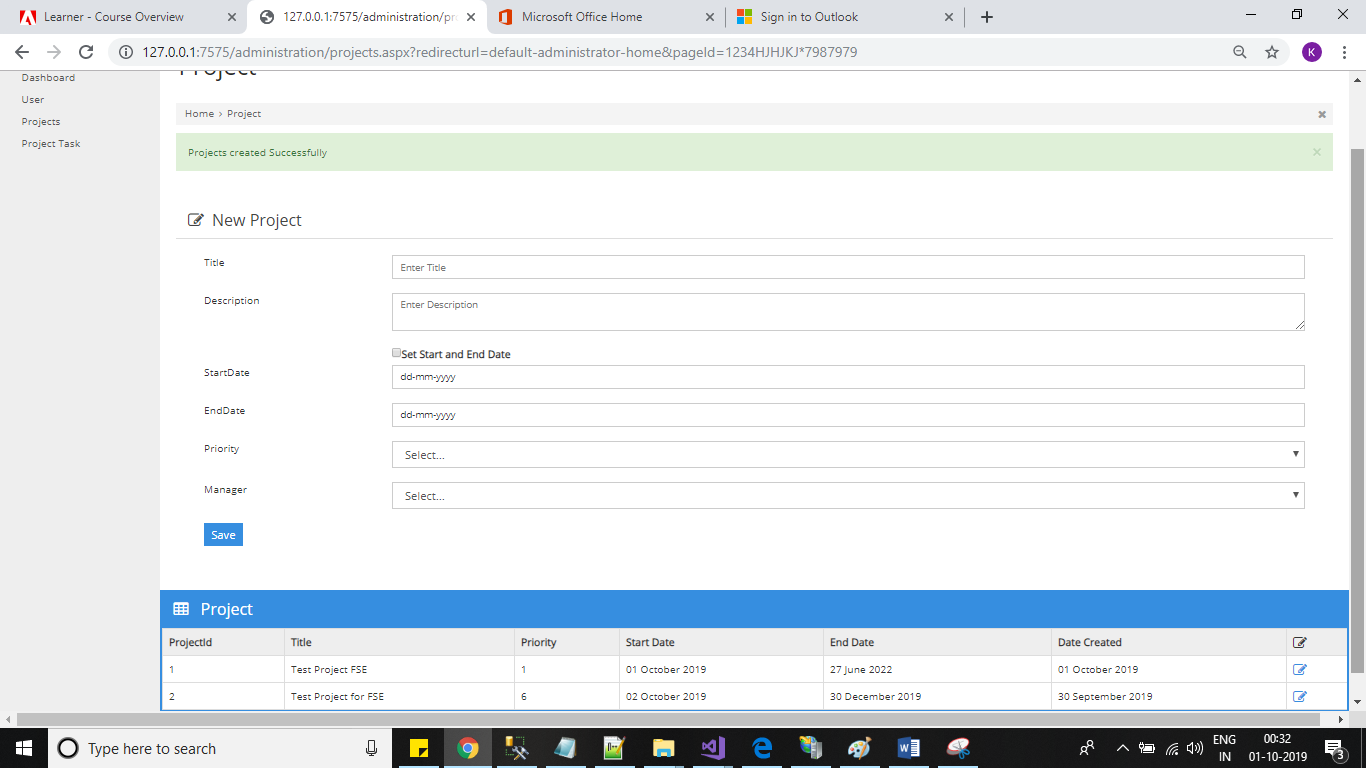 Learner - Course Overview
127.0.0.1:7575/administration/pro
Microsoft Office Home
Sign in to Outlook
127.0.0.1:7575/administration/projects.aspx?redirecturl=default-administrator-home&pageId=1234HJHJKJ*7987979
K
Project
Dashboard
User
Projects
Project Task
Home › Project
Projects created Successfully
New Project
Title
Enter Title
Description
Enter Description
Set Start and End Date
StartDate
dd-mm-yyyy
EndDate
dd-mm-yyyy
Priority
Select...
Manager
Select...
Save
Project
ProjectId Title Priority Start Date End Date Date Created
1 Test Project FSE 1 01 October 2019 27 June 2022 01 October 2019
2 Test Project for FSE 6 02 October 2019 30 December 2019 30 September 2019
Type here to search
ENG
IN
00:32
01-10-2019
3